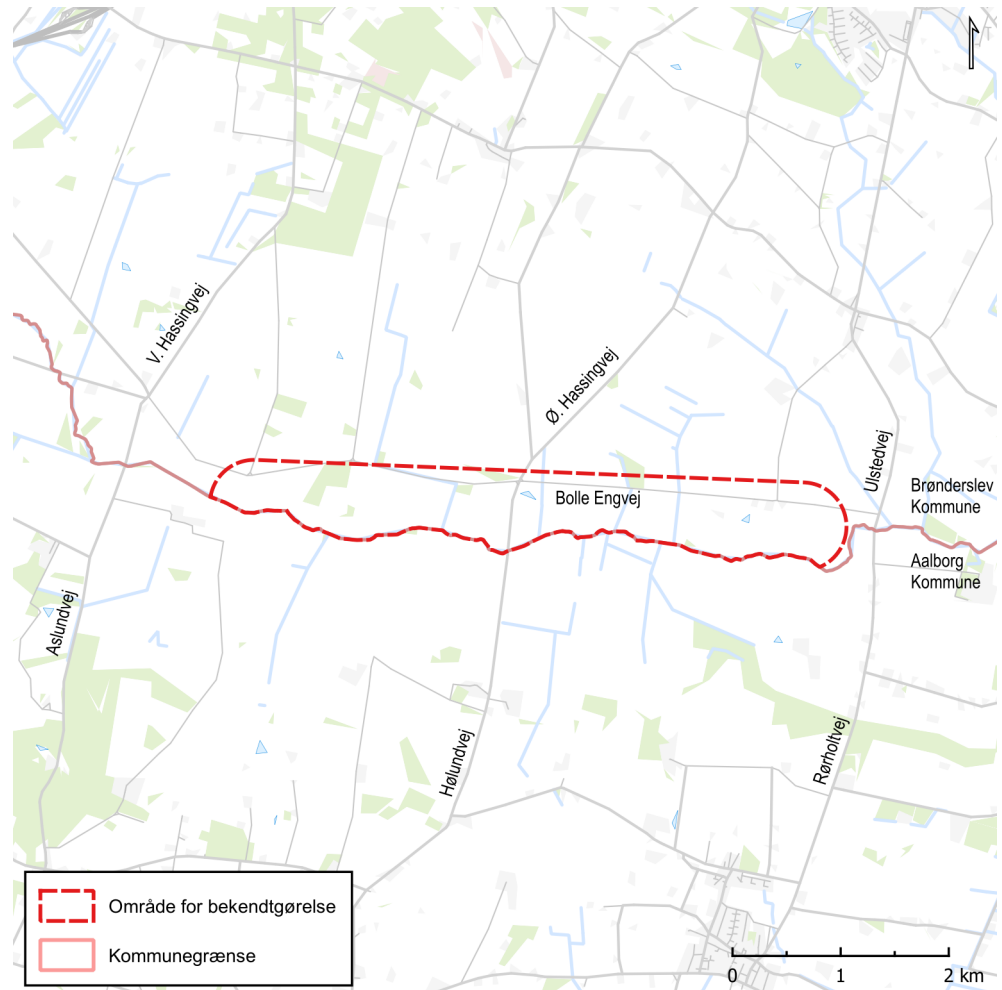 V. Hassingvej
Ø. Hassingvej
Ulstedvej
Bolle Engvej
Brønderslev
Kommune
Aalborg
Kommune
Aslundvej
Hølundvej
Rørholtvej
Område for bekendtgørelse
Kommunegrænse
0 1 2 km